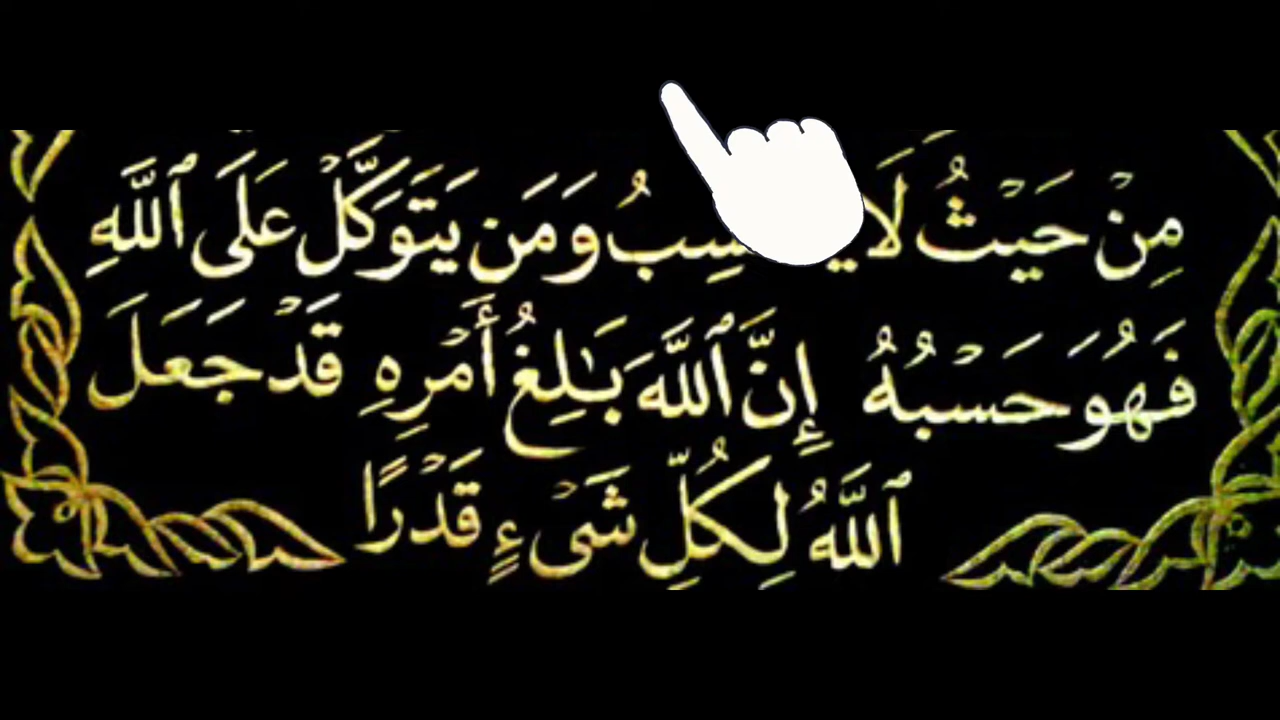 مِنْ حَيْثُ لَا وَمَن يَتَوَكَّلْ عَلَى ٱللَّهِ
فَهُوَ حَسْبُهُ إِنَّ ٱللَّهَ بَـٰلِغُ أَمْرِهِ قَدْ جَعَلَ
ٱللَّهُ لِكُلِّ شَىْءٍ قَدْرًا